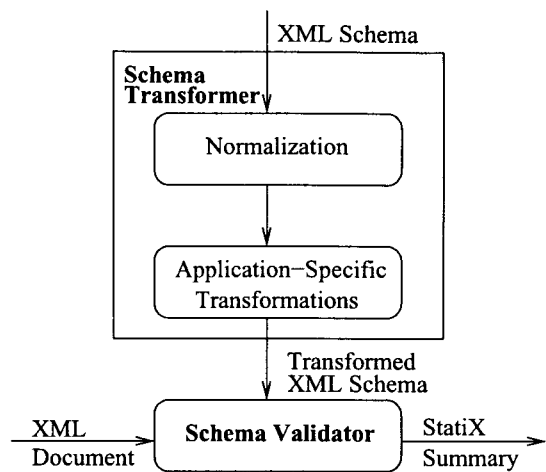 XML Schema
Schema
Transformer
Normalization
Application-Specific
Transformations
Transformed
XML Schema
XML
Document
Schema Validator
StatiX
Summary